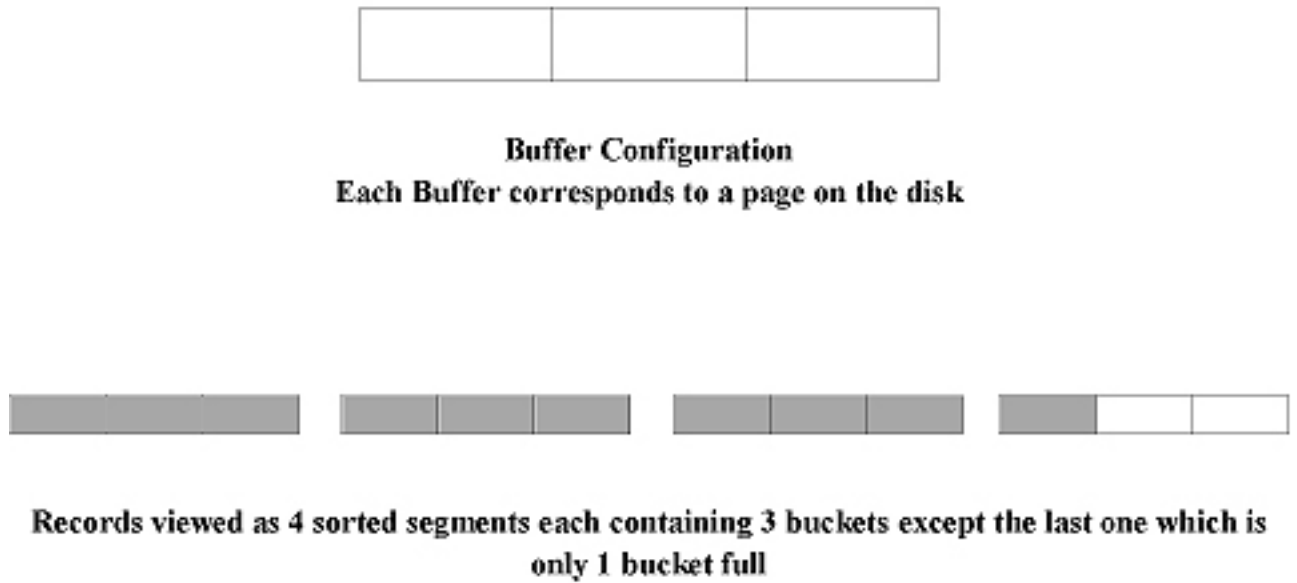 Buffer Configuration
Each Buffer corresponds to a page on the disk
Records viewed as 4 sorted segments each containing 3 buckets except the last one which is
only 1 bucket full